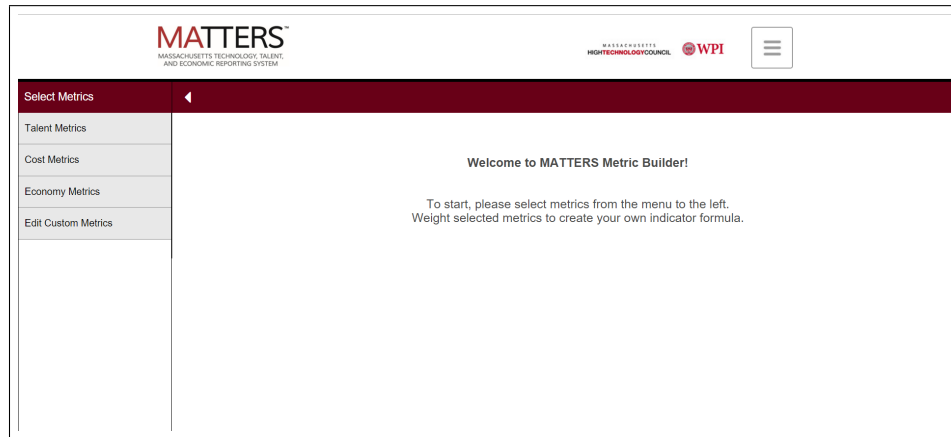 MATTERS™
MASSACHUSETTS TECHNOLOGY, TALENT,
AND ECONOMIC REPORTING SYSTEM
MASSACHUSETTS
HIGHTECHNOLOGYCOUNCIL
WPI
Select Metrics
Talent Metrics
Cost Metrics
Economy Metrics
Edit Custom Metrics
Welcome to MATTERS Metric Builder!
To start, please select metrics from the menu to the left.
Weight selected metrics to create your own indicator formula.